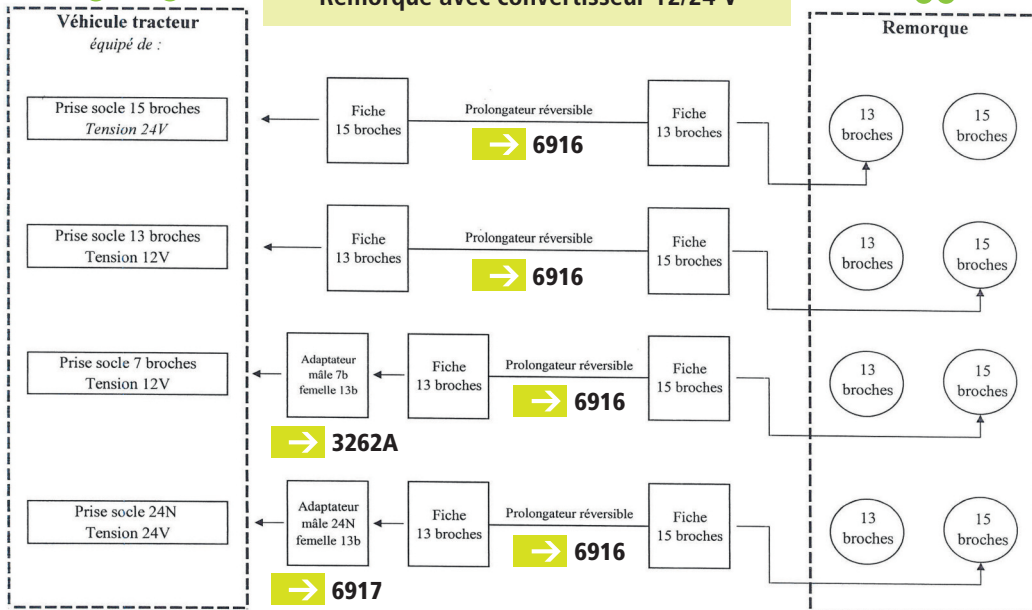 Remorque avec convertisseur 12/24 V
Véhicule tracteur
équipé de :
Remorque
Prise socle 15 broches
Tension 24V
Fiche
15 broches
Prolongateur réversible
→ 6916
Fiche
13 broches
13
broches
15
broches
Prise socle 13 broches
Tension 12V
Fiche
13 broches
Prolongateur réversible
→ 6916
Fiche
15 broches
13
broches
15
broches
Prise socle 7 broches
Tension 12V
Adaptateur
mâle 7b
femelle 13b
→ 3262A
Fiche
13 broches
Prolongateur réversible
→ 6916
Fiche
15 broches
13
broches
15
broches
Prise socle 24N
Tension 24V
Adaptateur
mâle 24N
femelle 13b
→ 6917
Fiche
13 broches
Prolongateur réversible
→ 6916
Fiche
15 broches
13
broches
15
broches